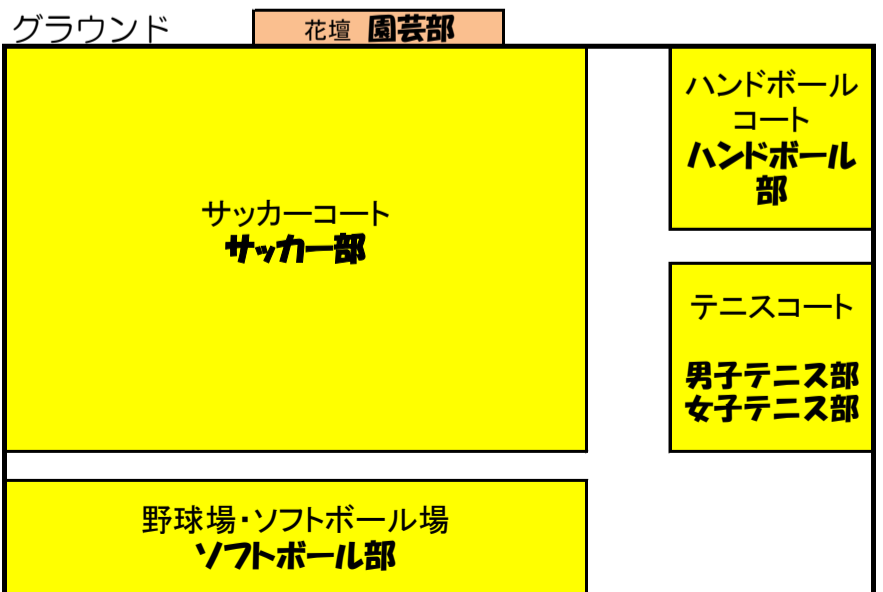 グラウンド
花壇 園芸部
サッカーコート
サッカー部
ハンドボール
コート
ハンドボール
部
テニスコート
男子テニス部
女子テニス部
野球場・ソフトボール場
ソフトボール部